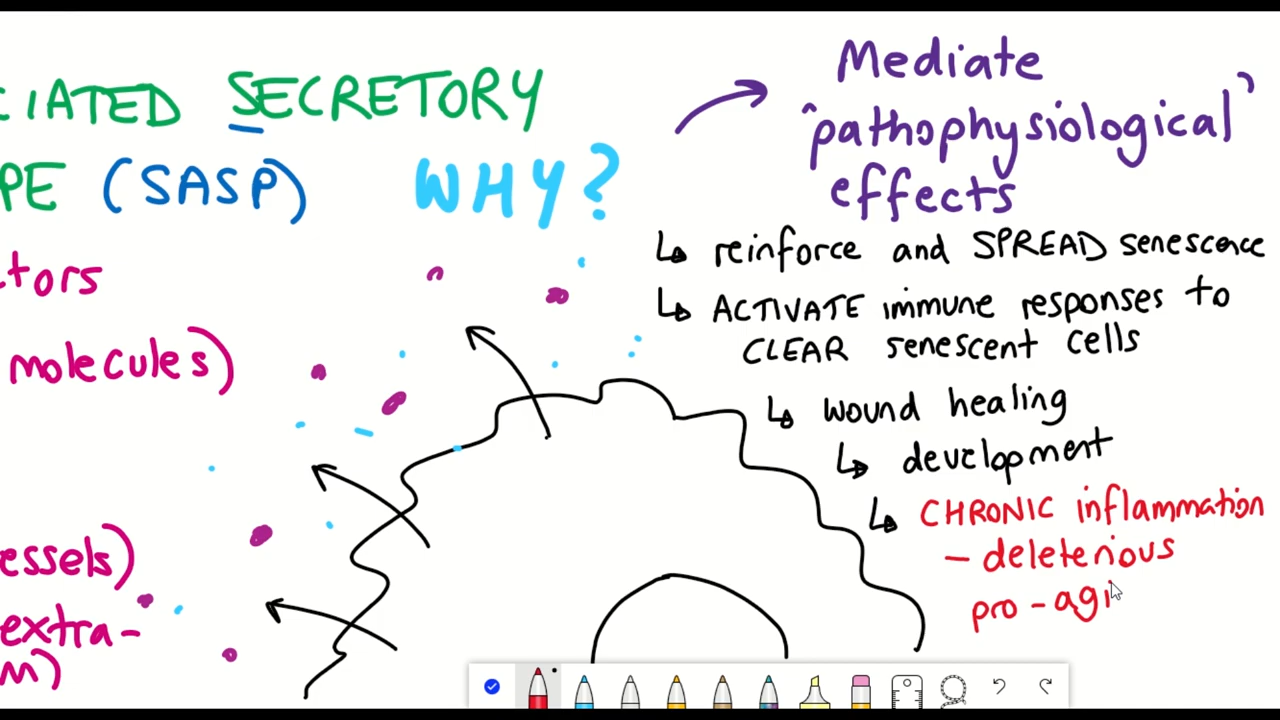 CIATED SECRETORY
PE (SASP)
WHY?
ctors
molecules)
essels)
extra-
m)
Mediate
"pathophysiological"
effects
↳ reinforce and SPREAD senescence
↳ ACTIVATE immune responses to
CLEAR senescent cells
↳ wound healing
↳ development
↳ CHRONIC inflammation
- deleterious
pro-agi